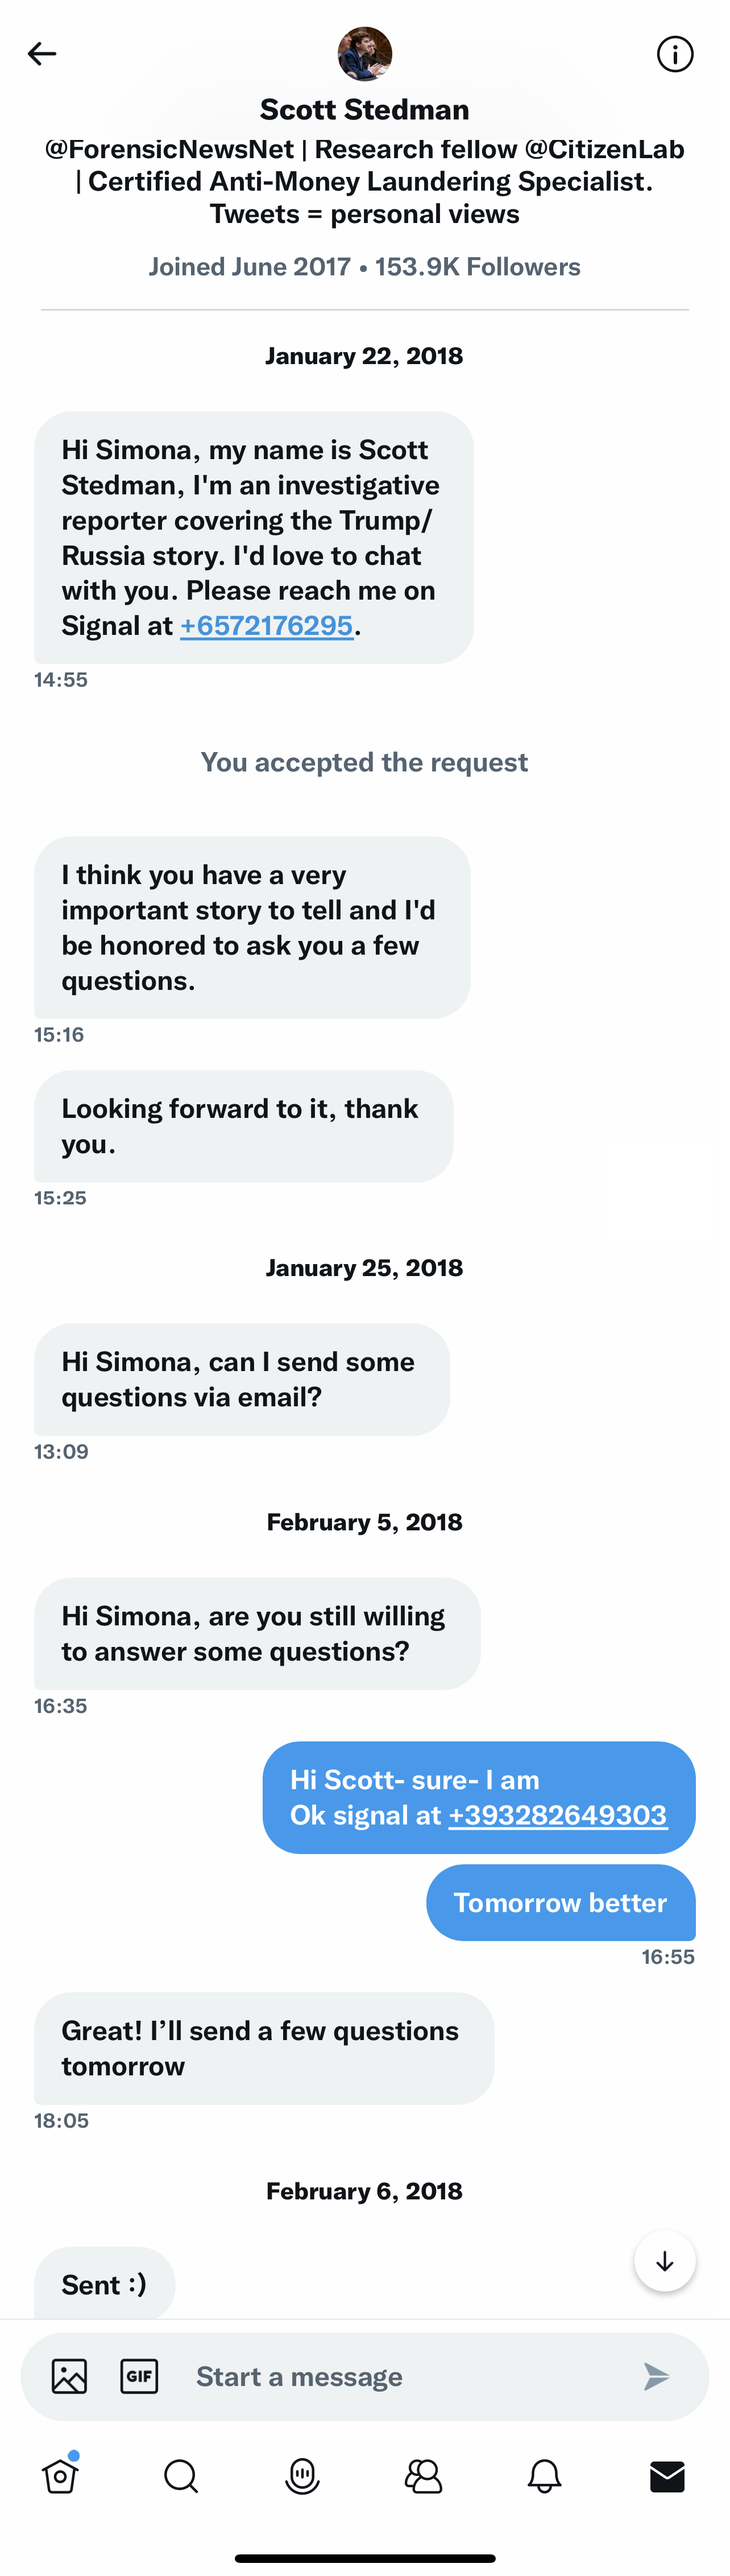 Scott Stedman
@ForensicNewsNet | Research fellow @CitizenLab
| Certified Anti-Money Laundering Specialist.
Tweets = personal views
Joined June 2017 • 153.9K Followers
January 22, 2018
Hi Simona, my name is Scott
Stedman, I'm an investigative
reporter covering the Trump/
Russia story. I'd love to chat
with you. Please reach me on
Signal at +6572176295.
14:55
You accepted the request
I think you have a very
important story to tell and I'd
be honored to ask you a few
questions.
15:16
Looking forward to it, thank
you.
15:25
January 25, 2018
Hi Simona, can I send some
questions via email?
13:09
February 5, 2018
Hi Simona, are you still willing
to answer some questions?
16:35
Hi Scott- sure- I am
Ok signal at +393282649303
Tomorrow better
16:55
Great! I’ll send a few questions
tomorrow
18:05
February 6, 2018
Sent :)
GIF
Start a message